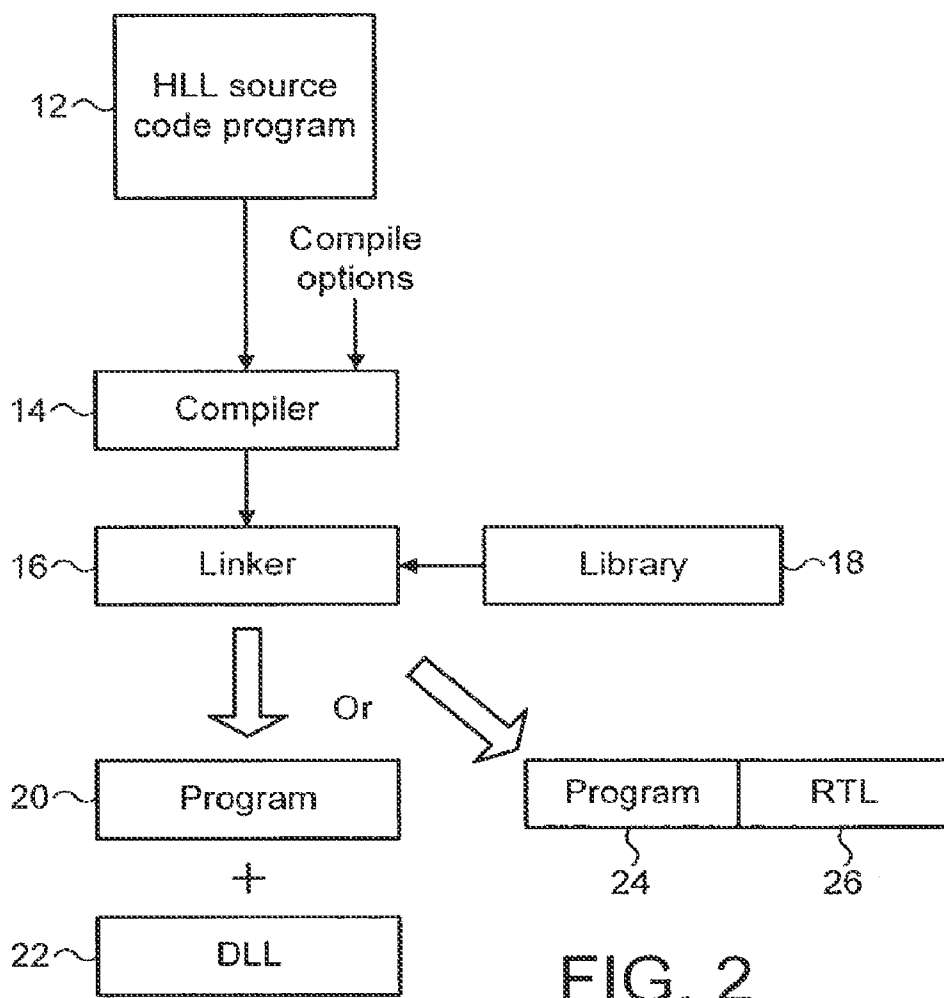 HLL source
code program
12
Compile
options
14
Compiler
16
Linker
Library
18
Or
20
Program
Program
RTL
24
26
+
22
DLL
FIG. 2